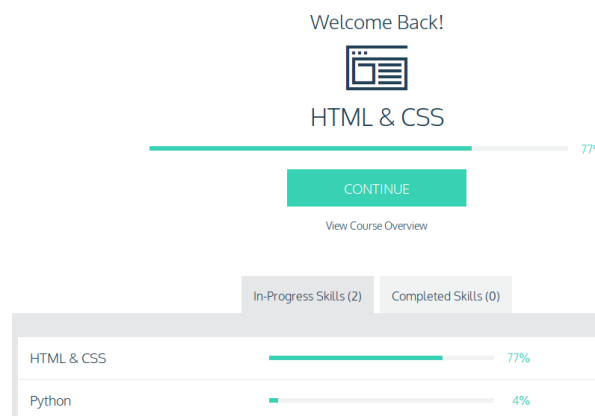 Welcome Back!
HTML & CSS
77%
CONTINUE
View Course Overview
In-Progress Skills (2) Completed Skills (0)
HTML & CSS 77%
Python 4%